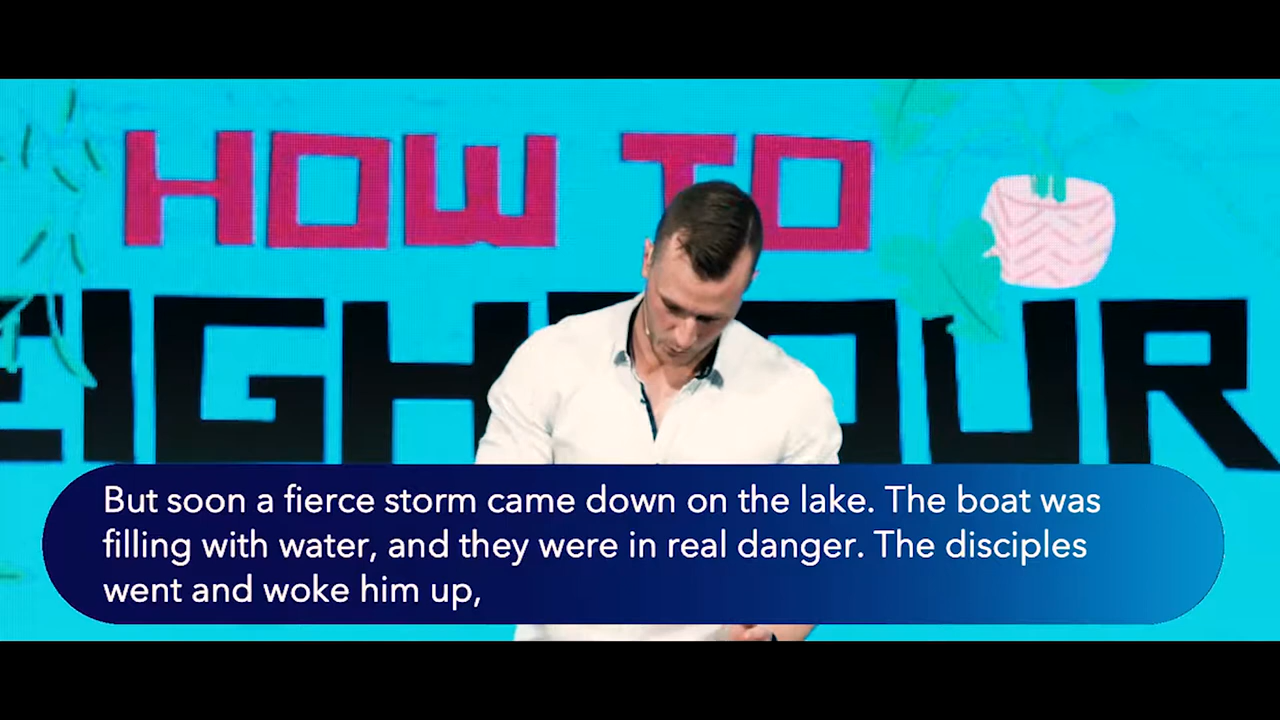 HOW TO
EIGHBOUR
But soon a fierce storm came down on the lake. The boat was
filling with water, and they were in real danger. The disciples
went and woke him up,